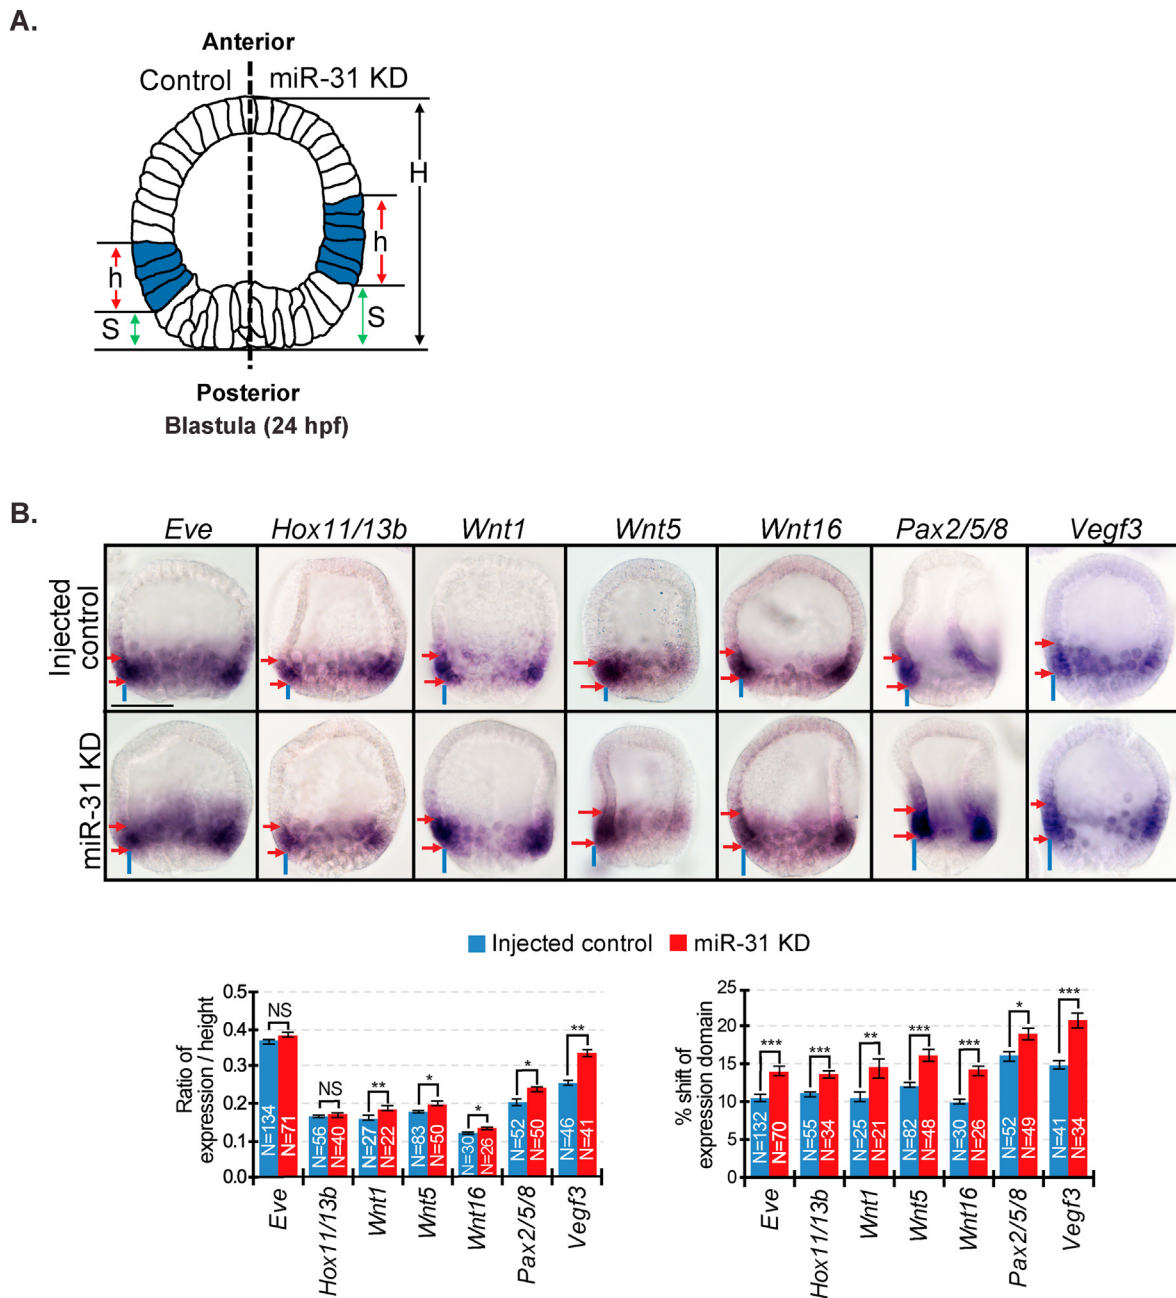 A.
Anterior
Control miR-31 KD
H
h
h
S
S
Posterior
Blastula (24 hpf)
B.
Eve Hox11/13b Wnt1 Wnt5 Wnt16 Pax2/5/8 Vegf3
Injected
control
miR-31 KD
Injected control miR-31 KD
Ratio of
expression / height
0.5
0.4
0.3
0.2
0.1
0.0
NS NS ** * * * **
N=134 N=71 N=56 N=40 N=27 N=22 N=83 N=50 N=30 N=26 N=52 N=50 N=46 N=41
Eve Hox11/13b Wnt1 Wnt5 Wnt16 Pax2/5/8 Vegf3
% shift of
expression domain
25
20
15
10
5
0
*** *** ** *** *** * ***
N=132 N=70 N=55 N=34 N=25 N=21 N=82 N=48 N=30 N=26 N=52 N=49 N=41 N=34
Eve Hox11/13b Wnt1 Wnt5 Wnt16 Pax2/5/8 Vegf3